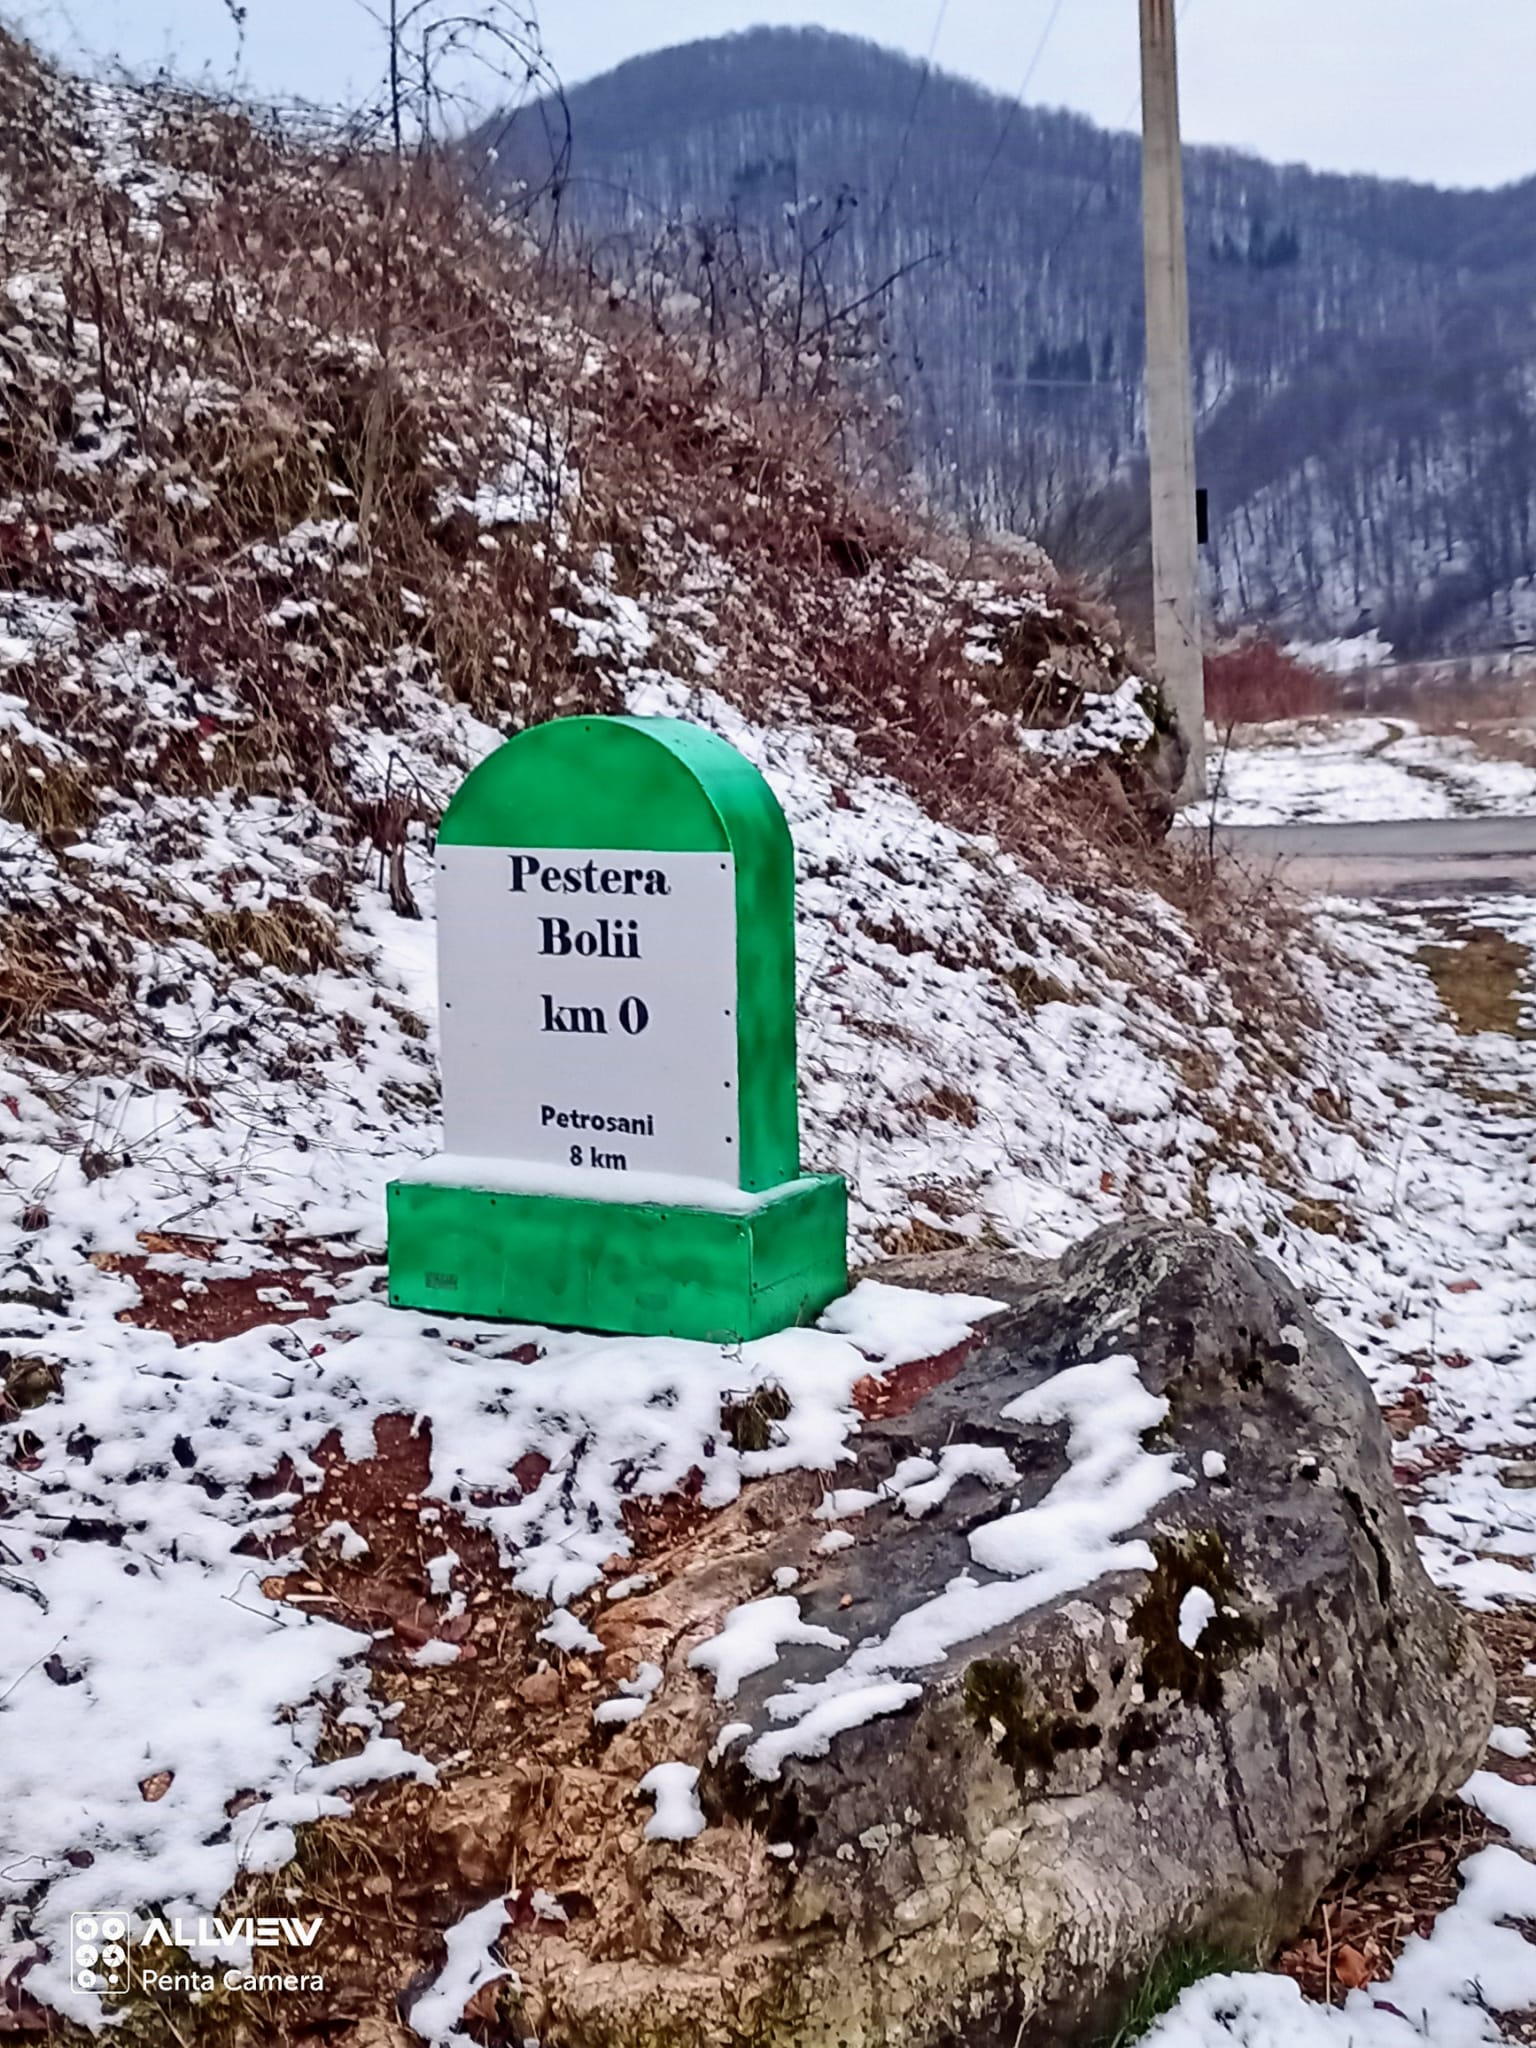 Pestera
Bolii
km 0
Petrosani
8 km
ALLVIEW
Penta Camera